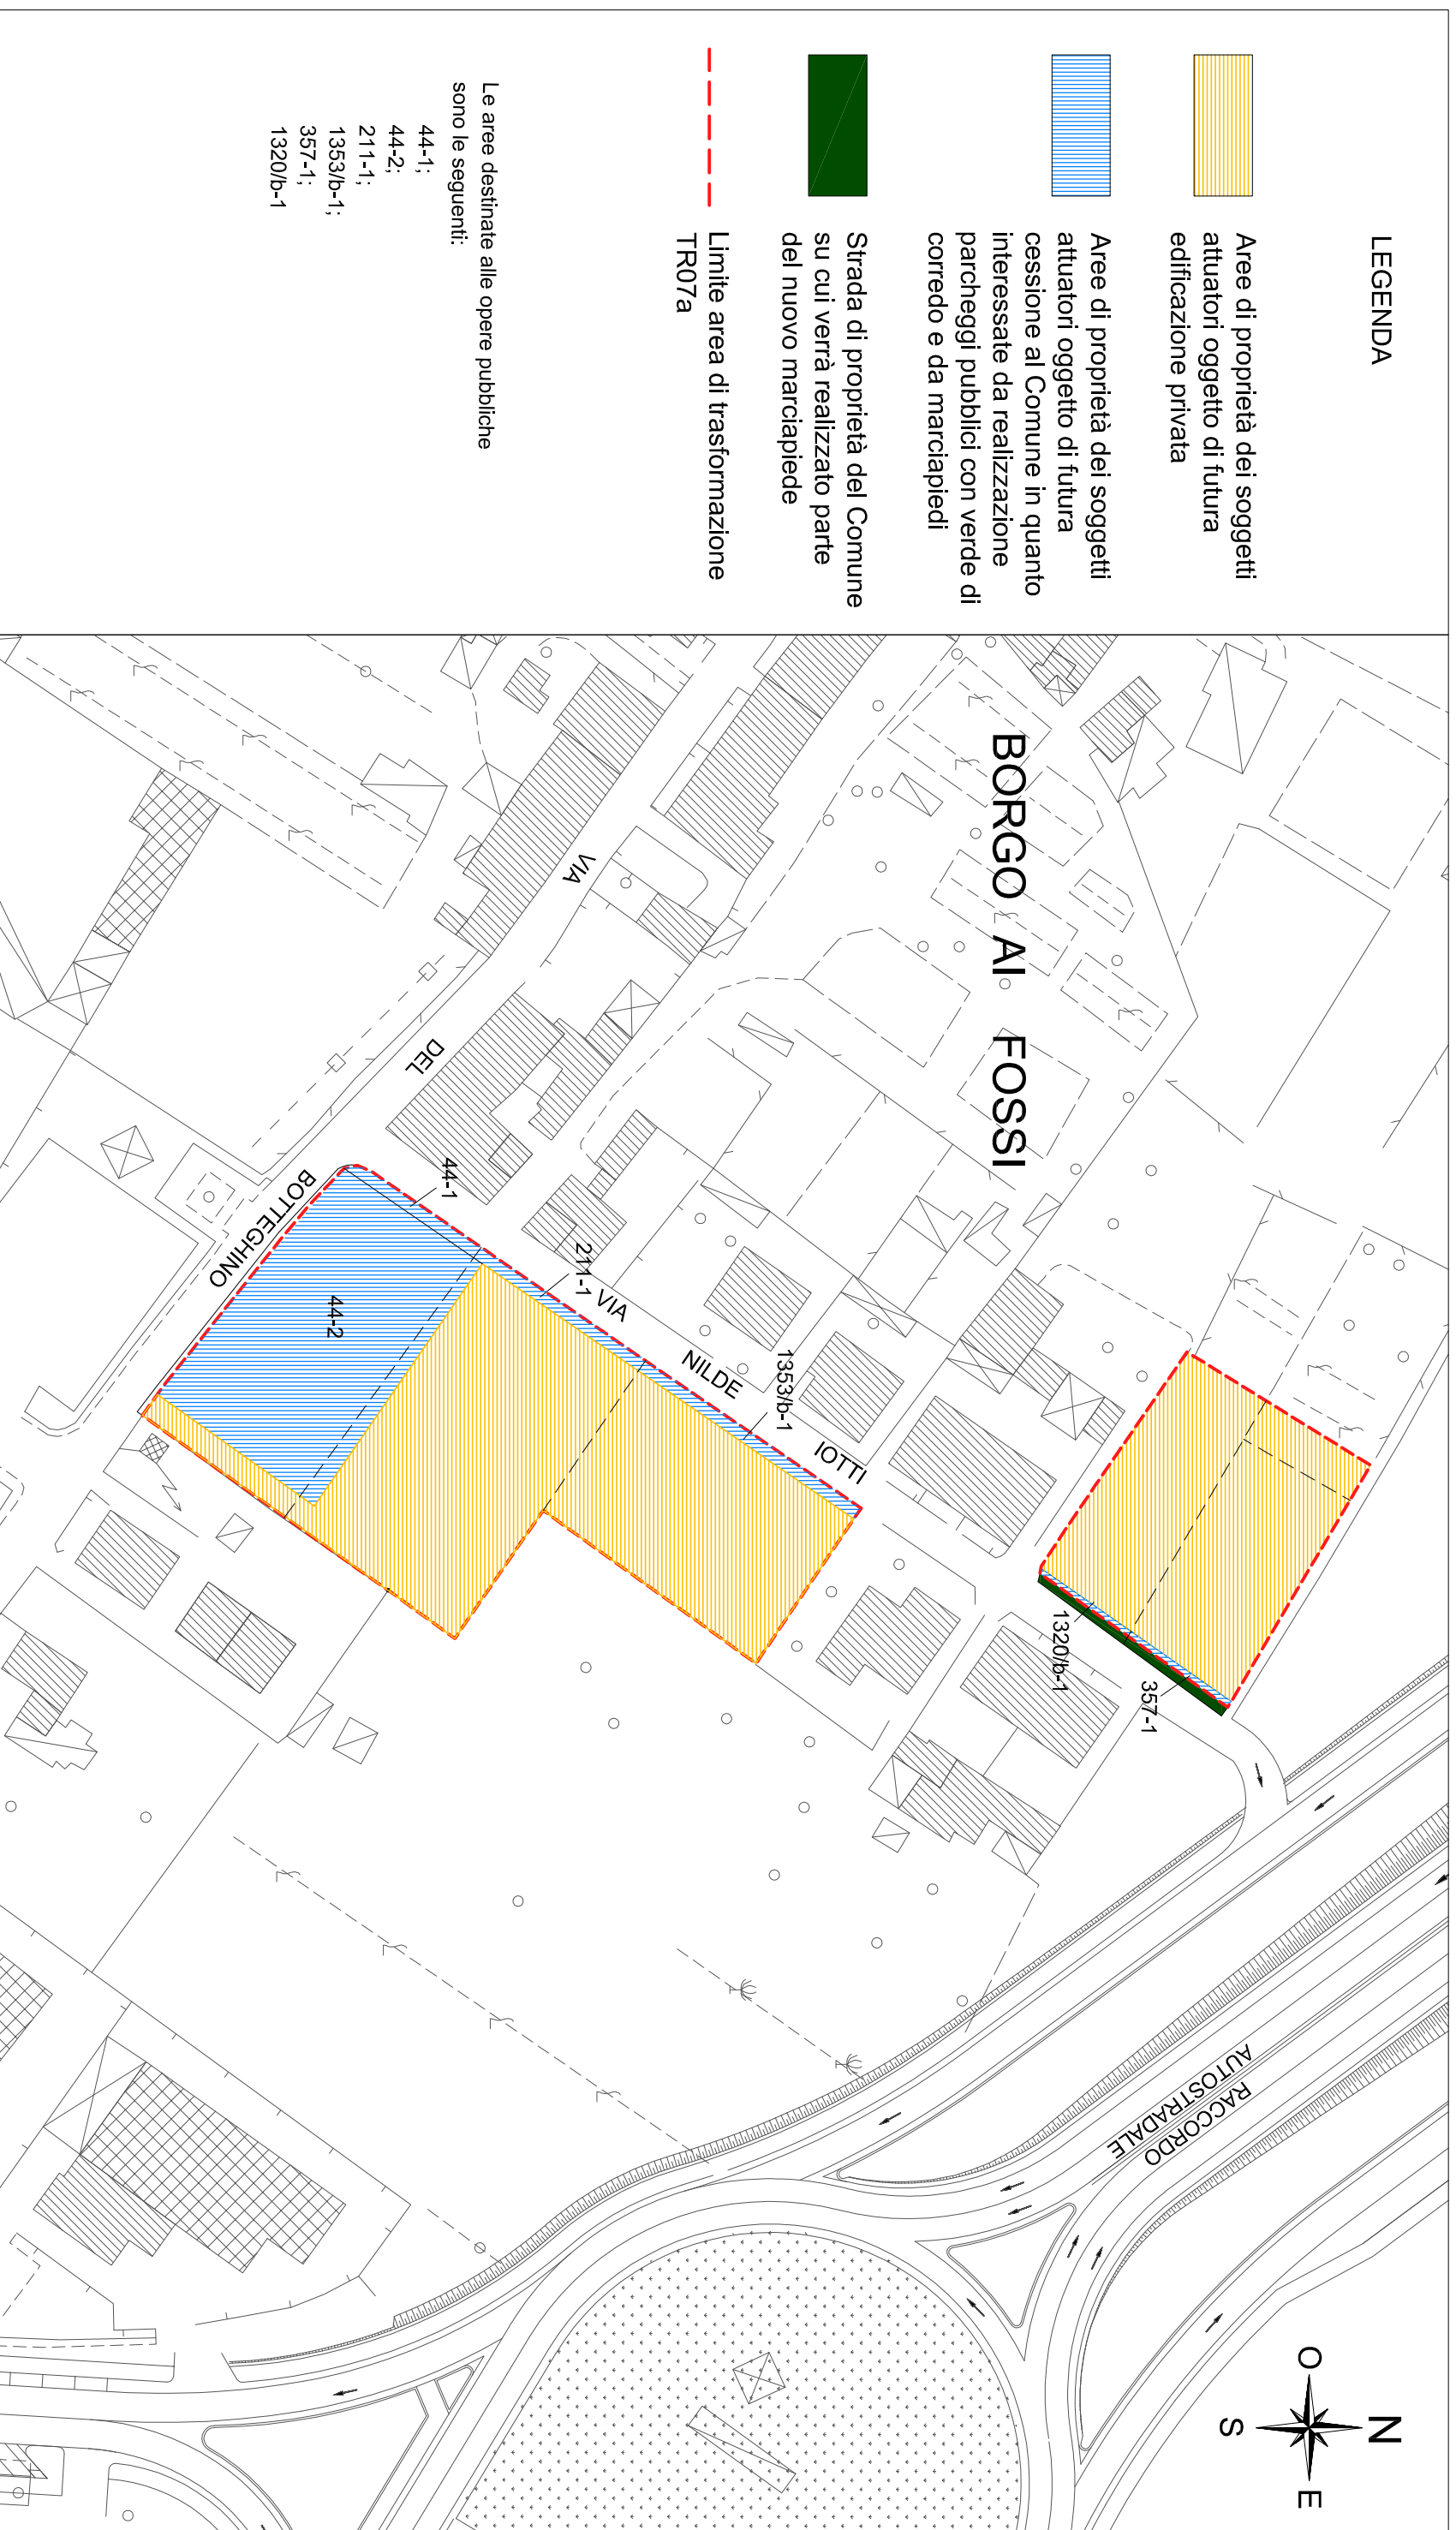 LEGENDA
Aree di proprietà dei soggetti
attuatori oggetto di futura
edificazione privata
Aree di proprietà dei soggetti
attuatori oggetto di futura
cessione al Comune in quanto
interessate da realizzazione
parcheggi pubblici con verde di
corredo e da marciapiedi
Strada di proprietà del Comune
su cui verrà realizzato parte
del nuovo marciapiede
Limite area di trasformazione
TR07a
Le aree destinate alle opere pubbliche
sono le seguenti:
44-1;
44-2;
211-1;
1353/b-1;
357-1;
1320/b-1
BORGO AI FOSSI
VIA
DEL
BOTTEGHINO
44-1
44-2
211-1
VIA
NILDE
IOTTI
1353/b-1
1320/b-1
357-1
RACCORDO
AUTOSTRADALE
N
O
E
S